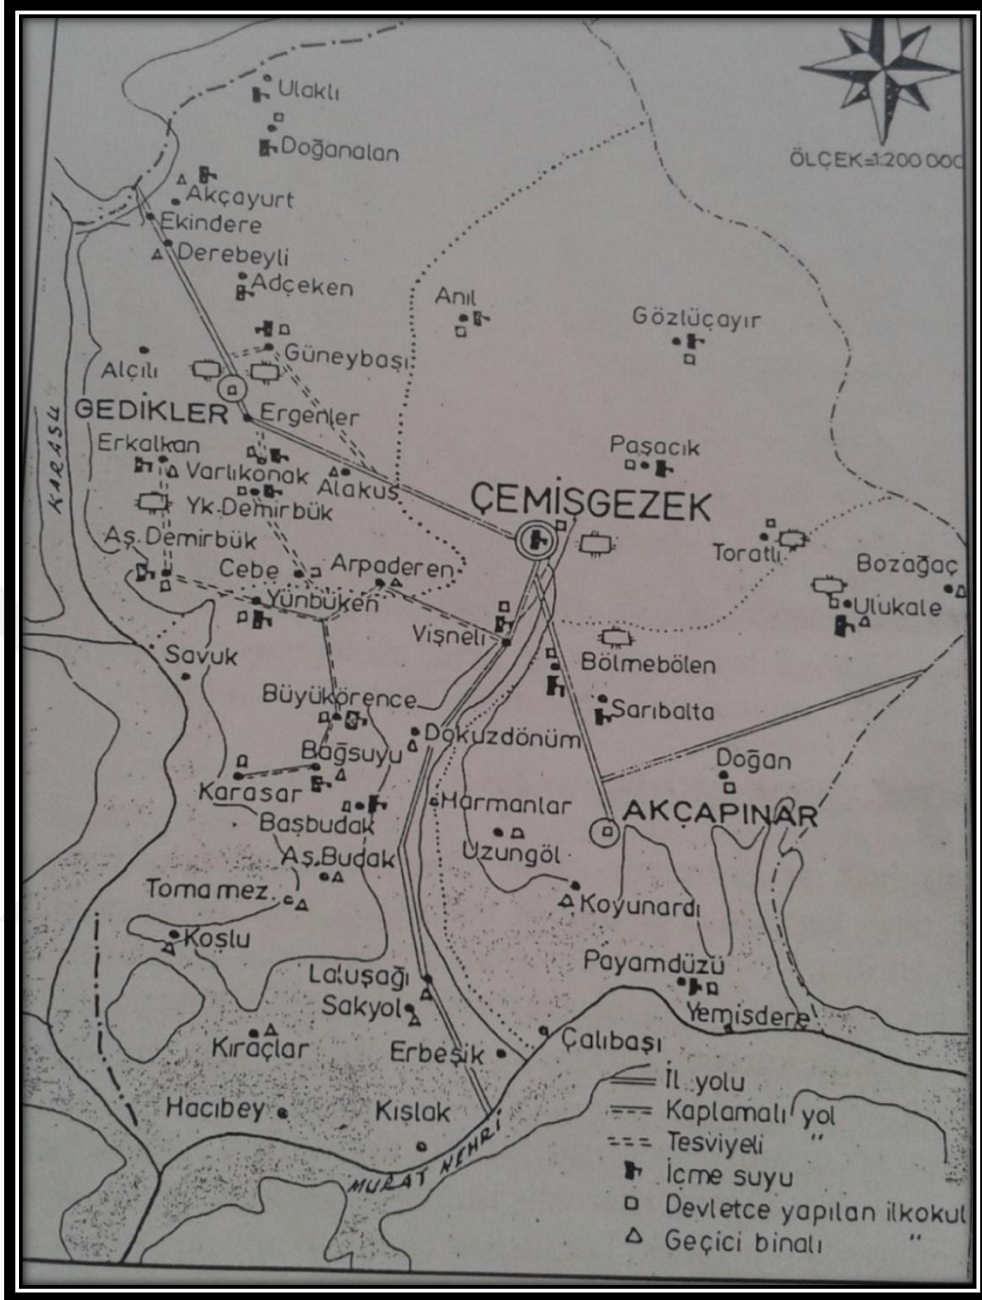 Ulaklı
Doğanalan
ÖLÇEK=1:200 000
Akçayurt
Ekindere
Derebeyli
Adçeken
Anıl
Gözlüçayır
Güneybaşı
Alçılı
GEDİKLER
Ergenler
KARASU
Erkalkan
Paşacık
Varlıkonak
Alakuş
ÇEMİŞGEZEK
Yk.Demirbük
Aş.Demirbük
Toratlı
Cebe
Arpaderen
Bozağaç
Yünbüken
Ulukale
Vişneli
Savuk
Bölmebölen
Büyükörence
Sarıbalta
Dokuzdönüm
Bağsuyu
Doğan
Karasar
Harmanlar
AKÇAPINAR
Başbudak
Uzungöl
Aş.Budak
Toma mez.
Koyunardı
Koşlu
Payamdüzü
Laluşağı
Sakyol
Yemişdere
Kıraçlar
Erbeşik
Çalıbaşı
Hacıbey
Kışlak
MURAT NEHRİ
İl yolu
Kaplamalı yol
Tesviyeli "
İçme suyu
Devletçe yapılan ilkokul
Geçici binalı "